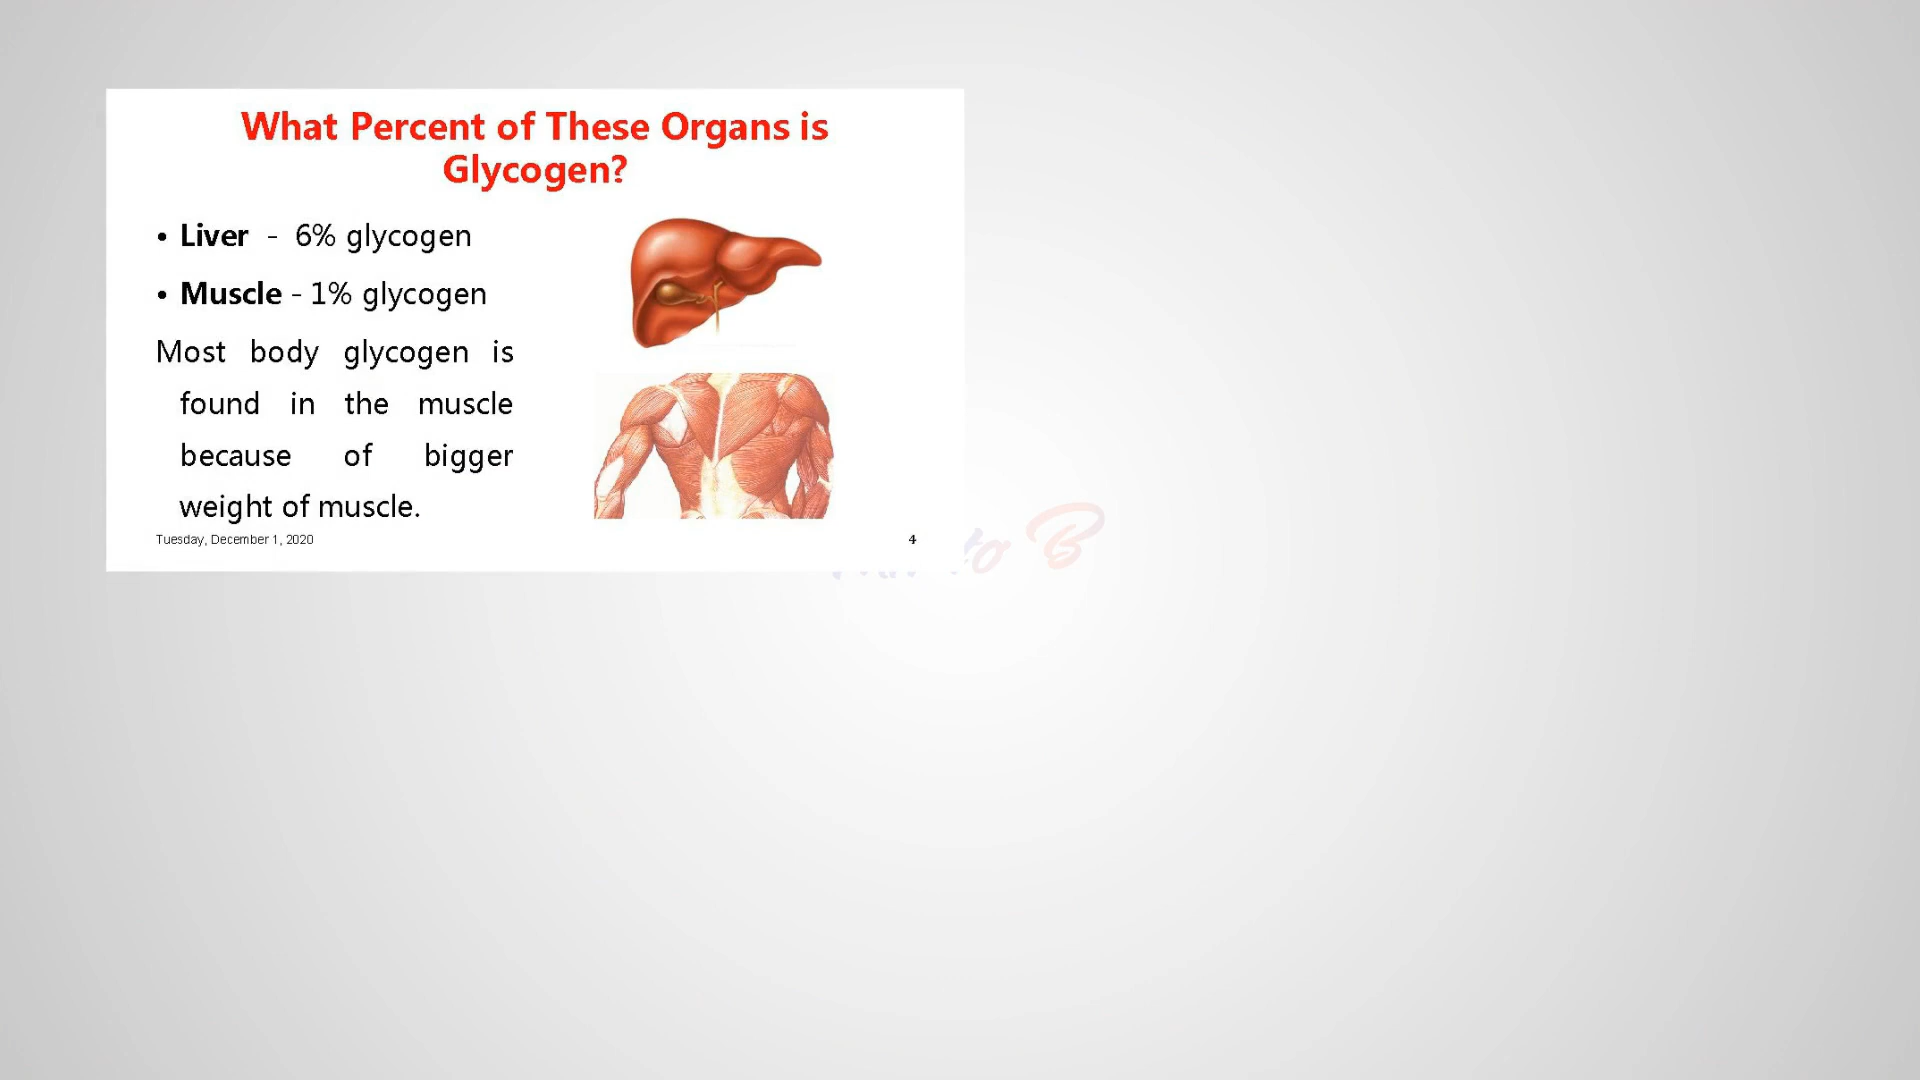 What Percent of These Organs is
Glycogen?
• Liver - 6% glycogen
• Muscle - 1% glycogen
Most body glycogen is
found in the muscle
because of bigger
weight of muscle.
Tuesday, December 1, 2020
4
to B